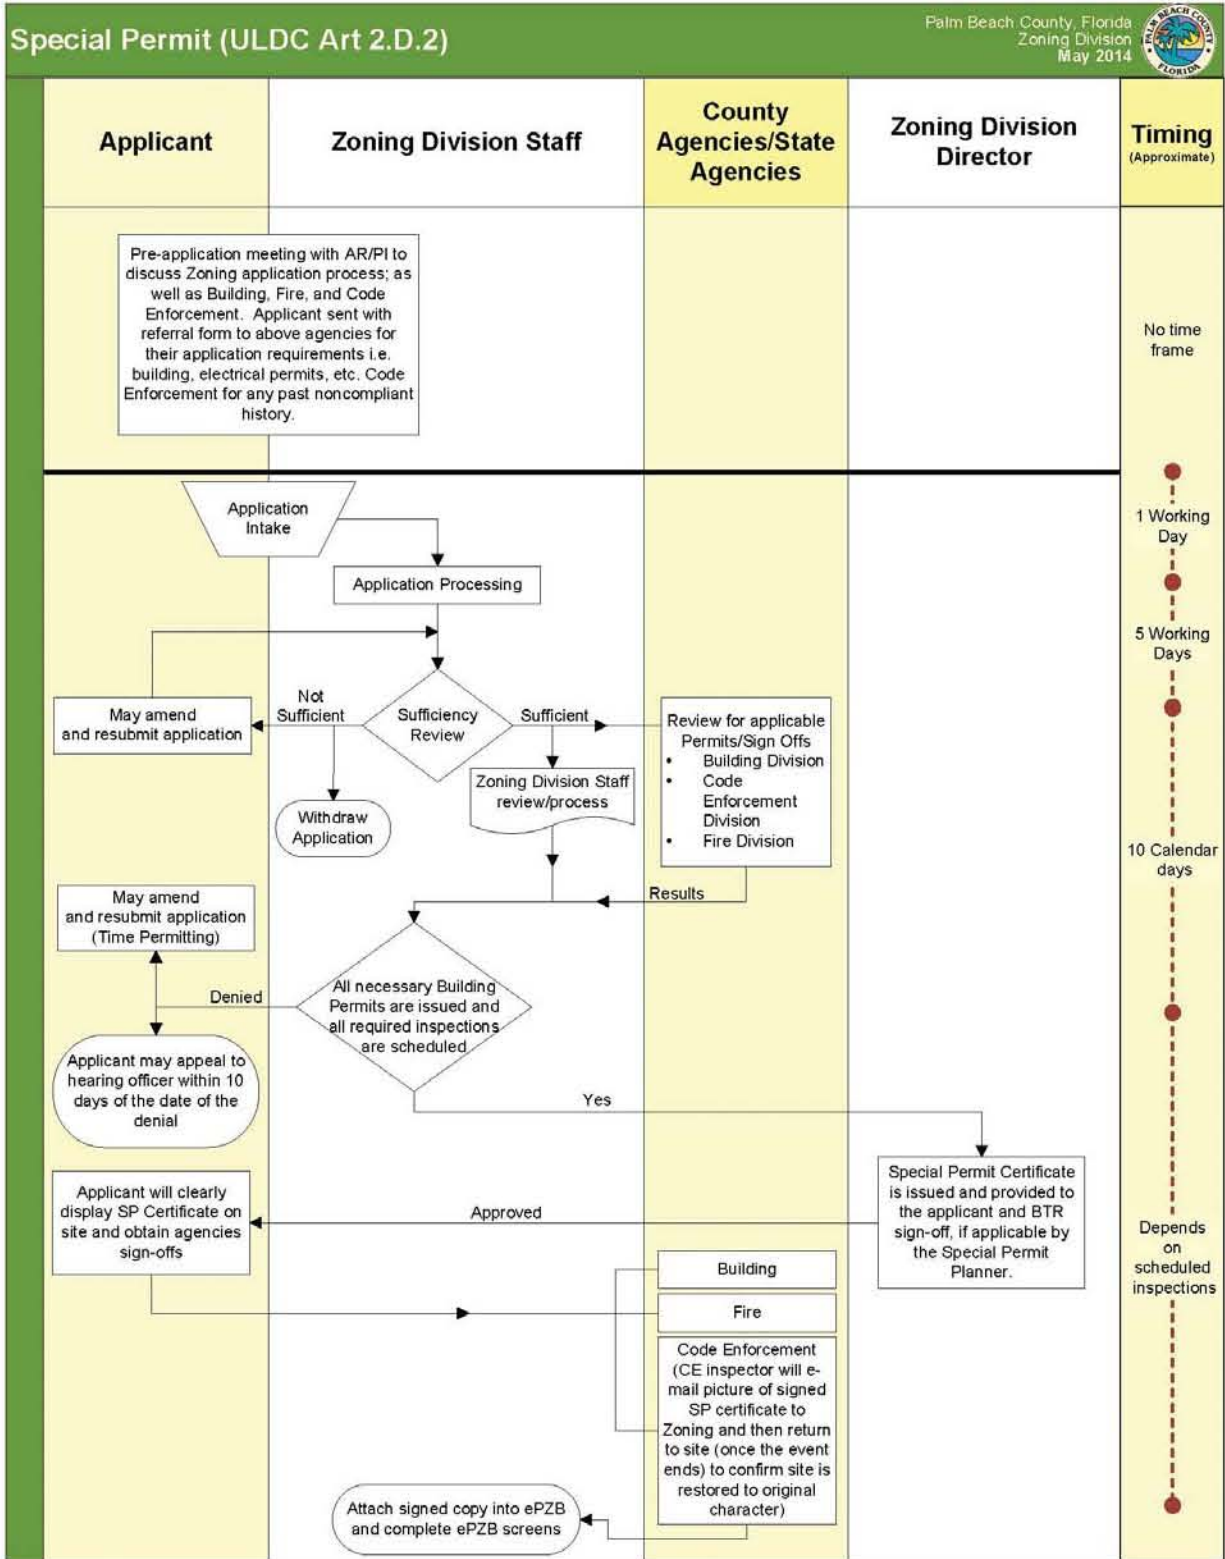 Special Permit (ULDC Art 2.D.2)
Palm Beach County, Florida
Zoning Division
May 2014
PALM BEACH COUNTY
FLORIDA
Applicant
Zoning Division Staff
County
Agencies/State
Agencies
Zoning Division
Director
Timing
(Approximate)
Pre-application meeting with AR/PI to
discuss Zoning application process; as
well as Building, Fire, and Code
Enforcement. Applicant sent with
referral form to above agencies for
their application requirements i.e.
building, electrical permits, etc. Code
Enforcement for any past noncompliant
history.
No time
frame
Application
Intake
1 Working
Day
Application Processing
5 Working
Days
May amend
and resubmit application
Not
Sufficient
Sufficiency
Review
Sufficient
Review for applicable
Permits/Sign Offs
• Building Division
• Code
Enforcement
Division
• Fire Division
Zoning Division Staff
review/process
Withdraw
Application
10 Calendar
days
Results
May amend
and resubmit application
(Time Permitting)
Denied
All necessary Building
Permits are issued and
all required inspections
are scheduled
Applicant may appeal to
hearing officer within 10
days of the date of the
denial
Yes
Special Permit Certificate
is issued and provided to
the applicant and BTR
sign-off, if applicable by
the Special Permit
Planner.
Applicant will clearly
display SP Certificate on
site and obtain agencies
sign-offs
Approved
Depends
on
scheduled
inspections
Building
Fire
Code Enforcement
(CE inspector will e-
mail picture of signed
SP certificate to
Zoning and then return
to site (once the event
ends) to confirm site is
restored to original
character)
Attach signed copy into ePZB
and complete ePZB screens